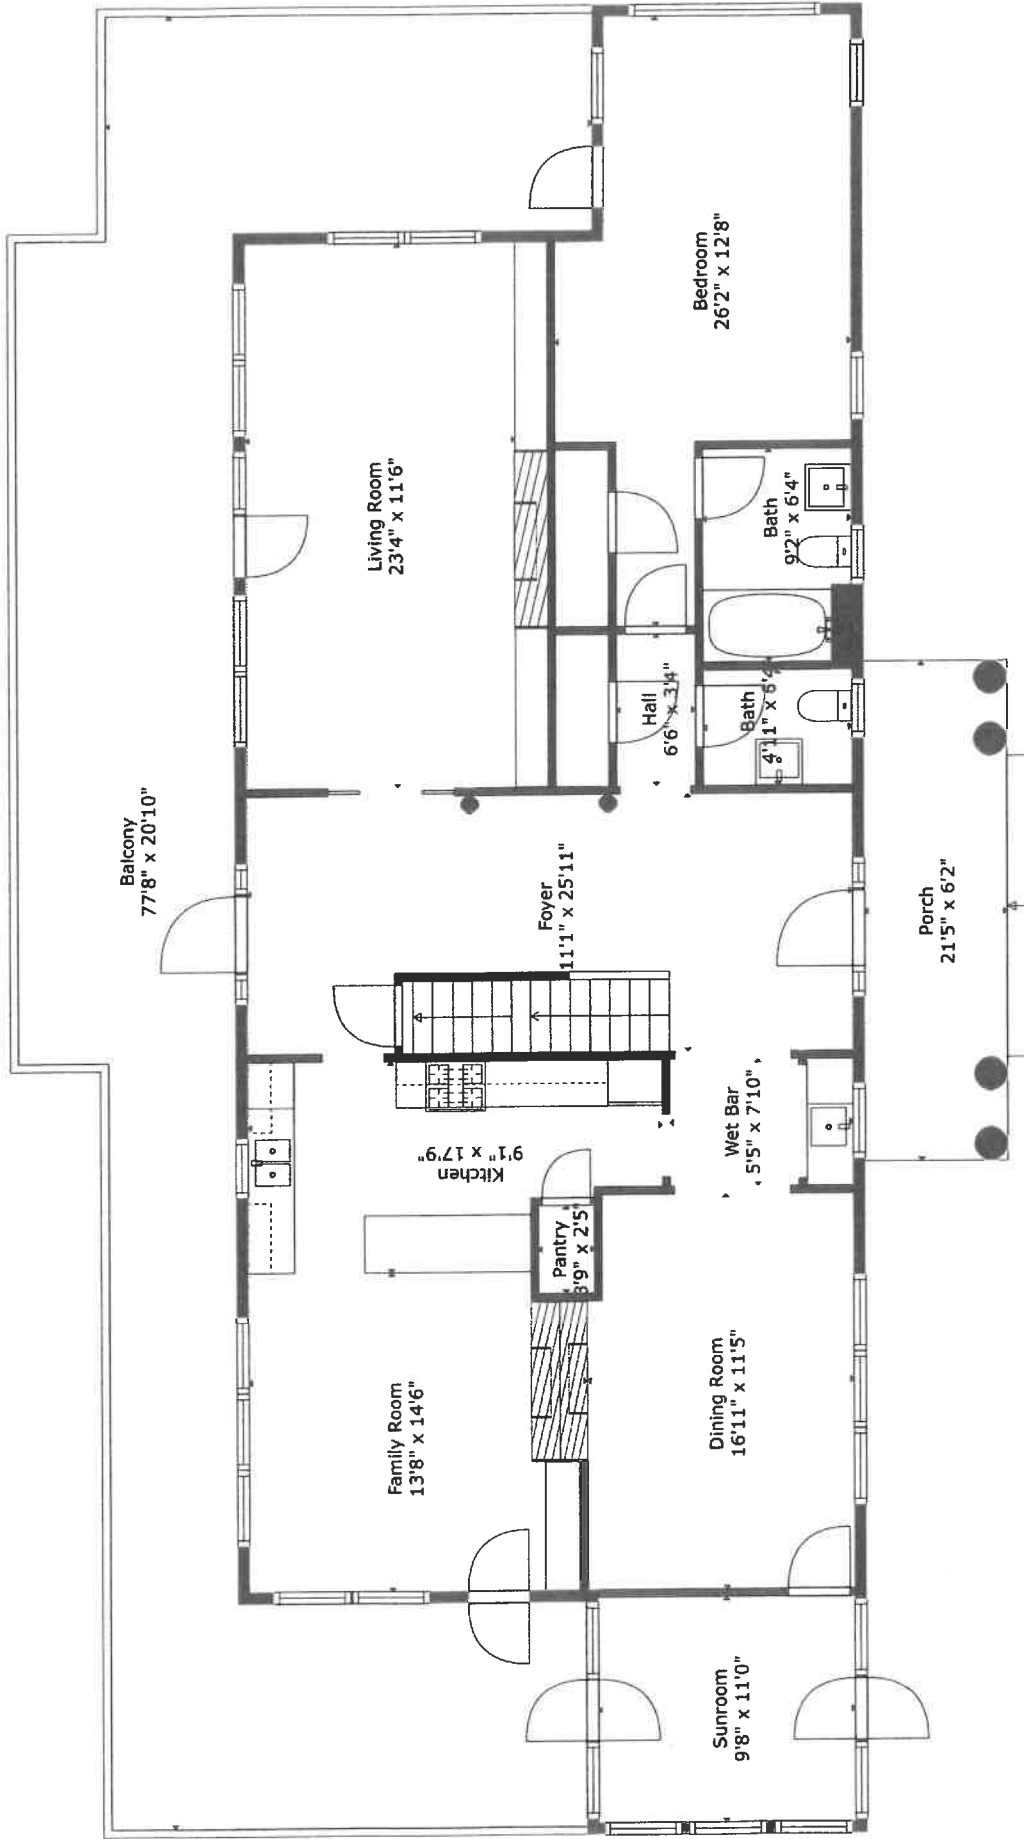 Balcony
77'8" x 20'10"
Living Room
23'4" x 11'6"
Bedroom
26'2" x 12'8"
Bath
9'2" x 6'4"
Hall
6'6" x 3'4"
Bath
4'11" x 6'4"
Foyer
11'1" x 25'11"
Porch
21'5" x 6'2"
Kitchen
9'1" x 17'9"
Wet Bar
5'5" x 7'10"
Pantry
3'9" x 2'5"
Family Room
13'8" x 14'6"
Dining Room
16'11" x 11'5"
Sunroom
9'8" x 11'0"